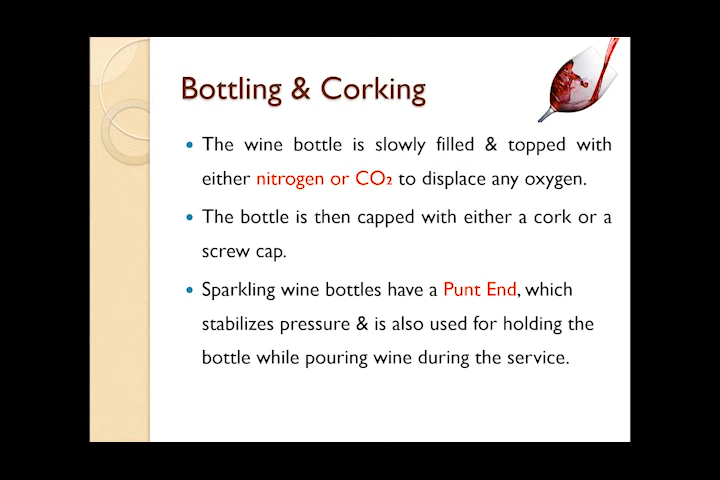 Bottling & Corking
• The wine bottle is slowly filled & topped with
either nitrogen or CO₂ to displace any oxygen.
• The bottle is then capped with either a cork or a
screw cap.
• Sparkling wine bottles have a Punt End, which
stabilizes pressure & is also used for holding the
bottle while pouring wine during the service.